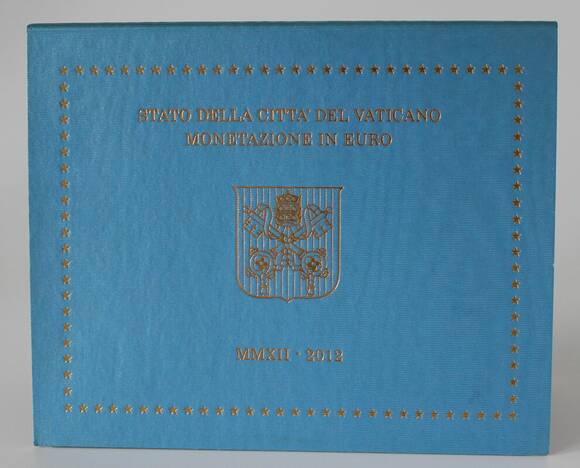 STATO DELLA CITTA' DEL VATICANO
MONETAZIONE IN EURO
MMXII · 2012